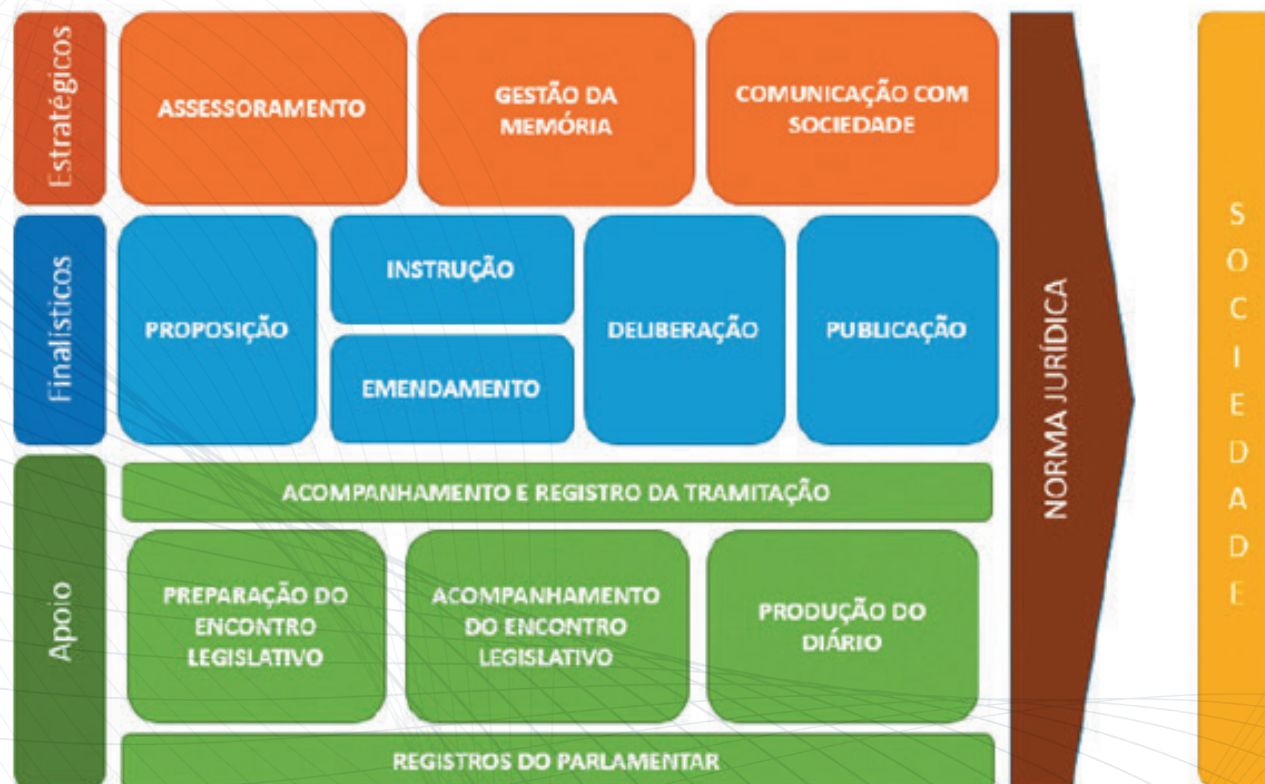 Estratégicos
ASSESSORAMENTO
GESTÃO DA
MEMÓRIA
COMUNICAÇÃO COM
SOCIEDADE
Finalísticos
PROPOSIÇÃO
INSTRUÇÃO
EMENDAMENTO
DELIBERAÇÃO
PUBLICAÇÃO
Apoio
ACOMPANHAMENTO E REGISTRO DA TRAMITAÇÃO
PREPARAÇÃO DO
ENCONTRO
LEGISLATIVO
ACOMPANHAMENTO
DO ENCONTRO
LEGISLATIVO
PRODUÇÃO DO
DIÁRIO
REGISTROS DO PARLAMENTAR
NORMA JURÍDICA
SOCIEDADE